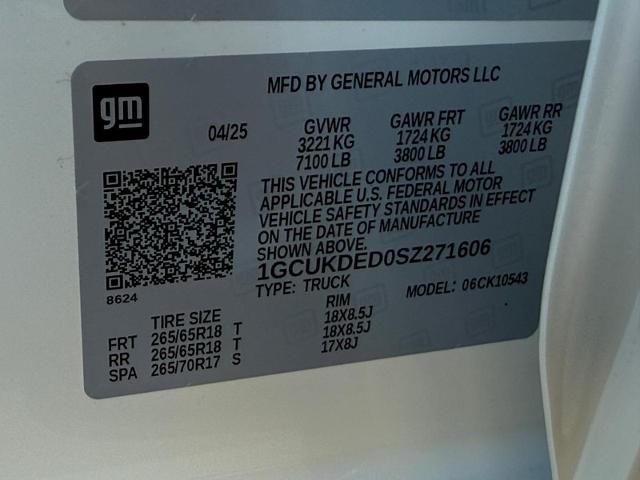 gm
MFD BY GENERAL MOTORS LLC
04/25 GVWR GAWR FRT GAWR RR
3221 KG 1724 KG 1724 KG
7100 LB 3800 LB 3800 LB
THIS VEHICLE CONFORMS TO ALL
APPLICABLE U.S. FEDERAL MOTOR
VEHICLE SAFETY STANDARDS IN EFFECT
ON THE DATE OF MANUFACTURE
SHOWN ABOVE.
1GCUKDED0SZ271606
8624 TYPE: TRUCK MODEL: 06CK10543
TIRE SIZE RIM
FRT 265/65R18 T 18X8.5J
RR 265/65R18 T 18X8.5J
SPA 265/70R17 S 17X8J